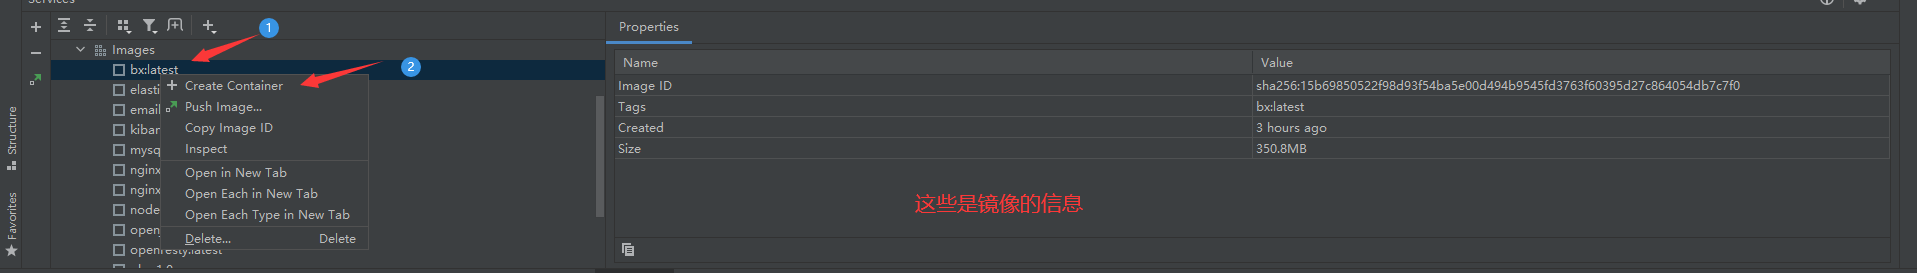 Services
1
Images
bx:latest
2
Create Container
elasti
Push Image...
email
Copy Image ID
kiban
Inspect
mysq
Open in New Tab
nginx
Open Each in New Tab
nginx
Open Each Type in New Tab
node
openj
Delete... Delete
openresty:latest
Structure
Favorites
Properties
Name Value
Image ID sha256:15b69850522f98d93f54ba5e00d494b9545fd3763f60395d27c864054db7c7f0
Tags bx:latest
Created 3 hours ago
Size 350.8MB
这些是镜像的信息